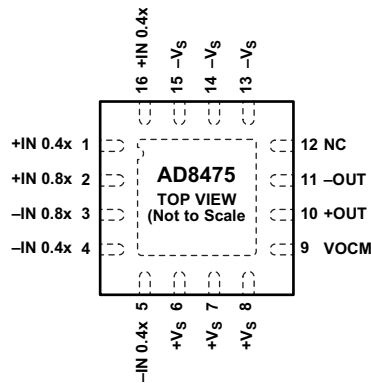 16 +IN 0.4x
15 –VS
14 –VS
13 –VS
+IN 0.4x 1
+IN 0.8x 2
–IN 0.8x 3
–IN 0.4x 4
AD8475
TOP VIEW
(Not to Scale
12 NC
11 –OUT
10 +OUT
9 VOCM
–IN 0.4x 5
+VS 6
+VS 7
+VS 8